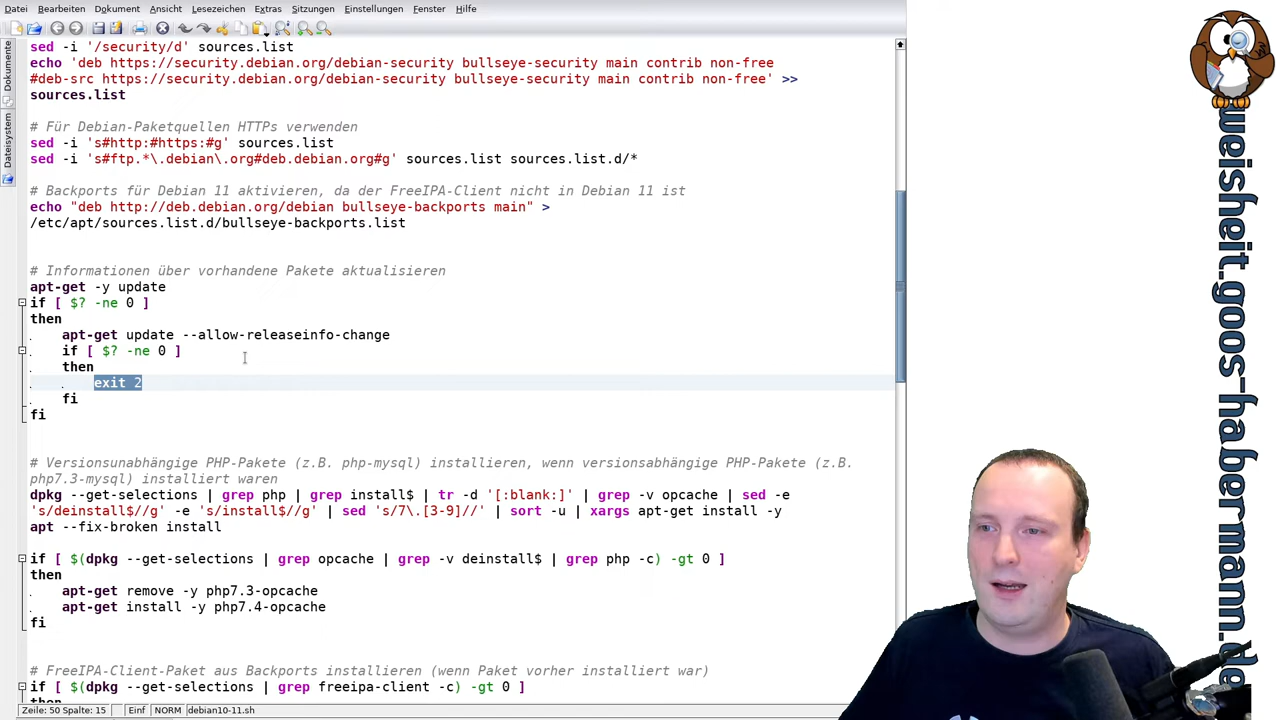 Datei Bearbeiten Dokument Ansicht Lesezeichen Extras Sitzungen Einstellungen Fenster Hilfe
Dokumente
Dateisystem
sed -i '/security/d' sources.list
echo 'deb https://security.debian.org/debian-security bullseye-security main contrib non-free
#deb-src https://security.debian.org/debian-security bullseye-security main contrib non-free' >>
sources.list
# Für Debian-Paketquellen HTTPs verwenden
sed -i 's#http:#https:#g' sources.list
sed -i 's#ftp.*\.debian\.org#deb.debian.org#g' sources.list sources.list.d/*
# Backports für Debian 11 aktivieren, da der FreeIPA-Client nicht in Debian 11 ist
echo "deb http://deb.debian.org/debian bullseye-backports main" >
/etc/apt/sources.list.d/bullseye-backports.list
# Informationen über vorhandene Pakete aktualisieren
apt-get -y update
if [ $? -ne 0 ]
then
apt-get update --allow-releaseinfo-change
if [ $? -ne 0 ]
then
exit 2
fi
fi
# Versionsunabhängige PHP-Pakete (z.B. php-mysql) installieren, wenn versionsabhängige PHP-Pakete (z.B.
php7.3-mysql) installiert waren
dpkg --get-selections | grep php | grep install$ | tr -d '[:blank:]' | grep -v opcache | sed -e
's/deinstall$//g' -e 's/install$//g' | sed 's/7\.[3-9]//' | sort -u | xargs apt-get install -y
apt --fix-broken install
if [ $(dpkg --get-selections | grep opcache | grep -v deinstall$ | grep php -c) -gt 0 ]
then
apt-get remove -y php7.3-opcache
apt-get install -y php7.4-opcache
fi
# FreeIPA-Client-Paket aus Backports installieren (wenn Paket vorher installiert war)
if [ $(dpkg --get-selections | grep freeipa-client -c) -gt 0 ]
then
Zeile: 50 Spalte: 15 Einf NORM debian10-11.sh
weisheit.goos-habermann.de